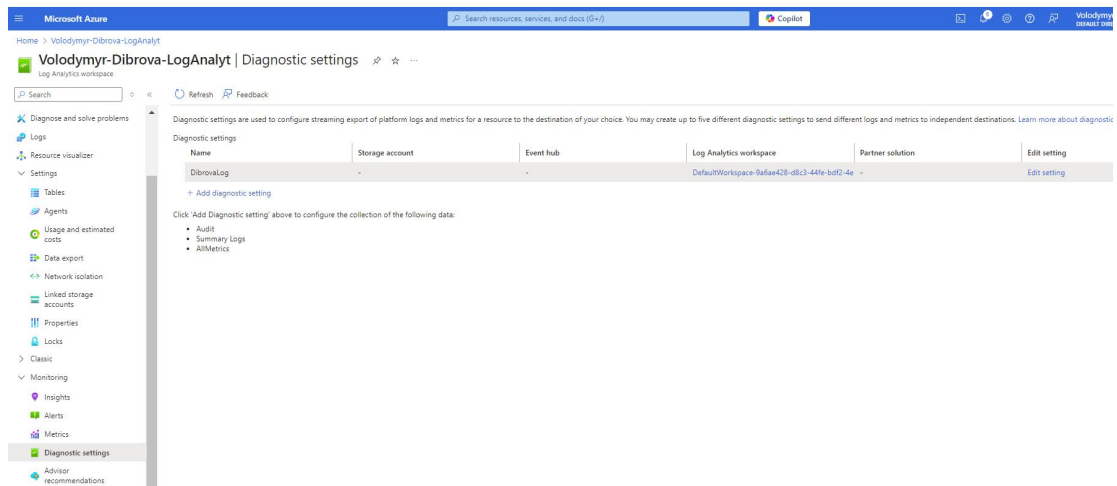 Microsoft Azure
Search resources, services, and docs (G+/)
Copilot
Volodymyr
DEFAULT DIRE
Home > Volodymyr-Dibrova-LogAnalyt
Volodymyr-Dibrova-LogAnalyt | Diagnostic settings
Log Analytics workspace
Search
Refresh
Feedback
Diagnose and solve problems
Logs
Resource visualizer
Settings
Tables
Agents
Usage and estimated
costs
Data export
Network isolation
Linked storage
accounts
Properties
Locks
Classic
Monitoring
Insights
Alerts
Metrics
Diagnostic settings
Advisor
recommendations
Diagnostic settings are used to configure streaming export of platform logs and metrics for a resource to the destination of your choice. You may create up to five different diagnostic settings to send different logs and metrics to independent destinations. Learn more about diagnostic
Diagnostic settings
Name Storage account Event hub Log Analytics workspace Partner solution Edit setting
DibrovaLog - - DefaultWorkspace-9a6ae428-d8c3-44fe-bdf2-4e - Edit setting
+ Add diagnostic setting
Click 'Add Diagnostic setting' above to configure the collection of the following data:
• Audit
• Summary Logs
• AllMetrics